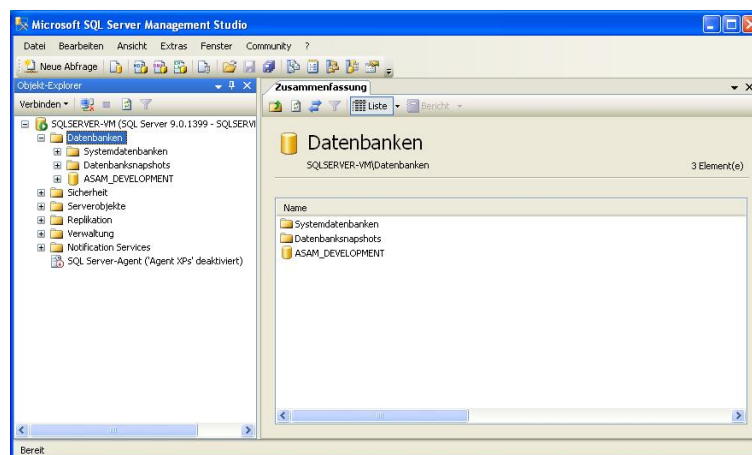 Microsoft SQL Server Management Studio
Datei Bearbeiten Ansicht Extras Fenster Community ?
Neue Abfrage
Objekt-Explorer
Verbinden
SQLSERVER-VM (SQL Server 9.0.1399 - SQLSERVI
Datenbanken
Systemdatenbanken
Datenbanksnapshots
ASAM_DEVELOPMENT
Sicherheit
Serverobjekte
Replikation
Verwaltung
Notification Services
SQL Server-Agent ('Agent XPs' deaktiviert)
Zusammenfassung
Liste Bericht
Datenbanken
SQLSERVER-VM\Datenbanken 3 Element(e)
Name
Systemdatenbanken
Datenbanksnapshots
ASAM_DEVELOPMENT
Bereit